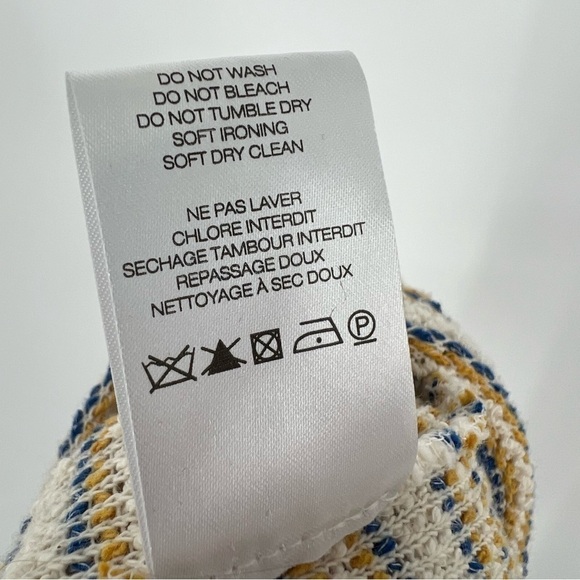 DO NOT WASH
DO NOT BLEACH
DO NOT TUMBLE DRY
SOFT IRONING
SOFT DRY CLEAN
NE PAS LAVER
CHLORE INTERDIT
SECHAGE TAMBOUR INTERDIT
REPASSAGE DOUX
NETTOYAGE À SEC DOUX
P